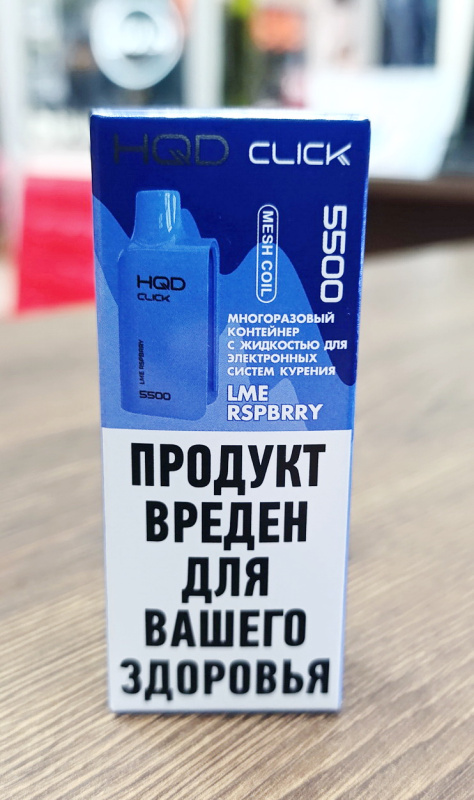 HQD CLICK
5500
MESH COIL
HQD
CLICK
LME RSPBRRY
5500
МНОГОРАЗОВЫЙ
КОНТЕЙНЕР
С ЖИДКОСТЬЮ ДЛЯ
ЭЛЕКТРОННЫХ
СИСТЕМ КУРЕНИЯ
LME
RSPBRRY
ПРОДУКТ
ВРЕДЕН
ДЛЯ
ВАШЕГО
ЗДОРОВЬЯ